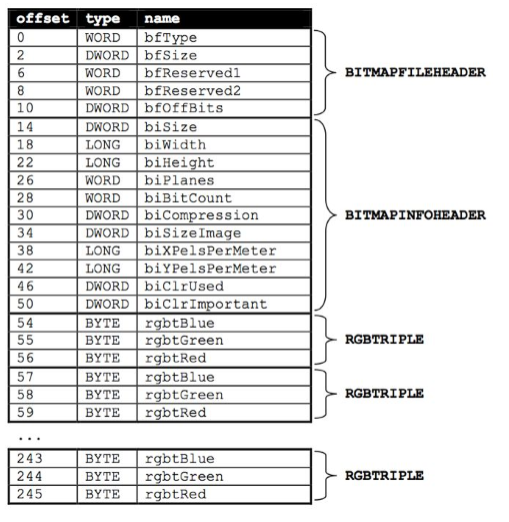 offset type name
0 WORD bfType
2 DWORD bfSize
6 WORD bfReserved1
8 WORD bfReserved2
10 DWORD bfOffBits
BITMAPFILEHEADER
14 DWORD biSize
18 LONG biWidth
22 LONG biHeight
26 WORD biPlanes
28 WORD biBitCount
30 DWORD biCompression
34 DWORD biSizeImage
38 LONG biXPelsPerMeter
42 LONG biYPelsPerMeter
46 DWORD biClrUsed
50 DWORD biClrImportant
BITMAPINFOHEADER
54 BYTE rgbtBlue
55 BYTE rgbtGreen
56 BYTE rgbtRed
RGBTRIPLE
57 BYTE rgbtBlue
58 BYTE rgbtGreen
59 BYTE rgbtRed
RGBTRIPLE
...
243 BYTE rgbtBlue
244 BYTE rgbtGreen
245 BYTE rgbtRed
RGBTRIPLE